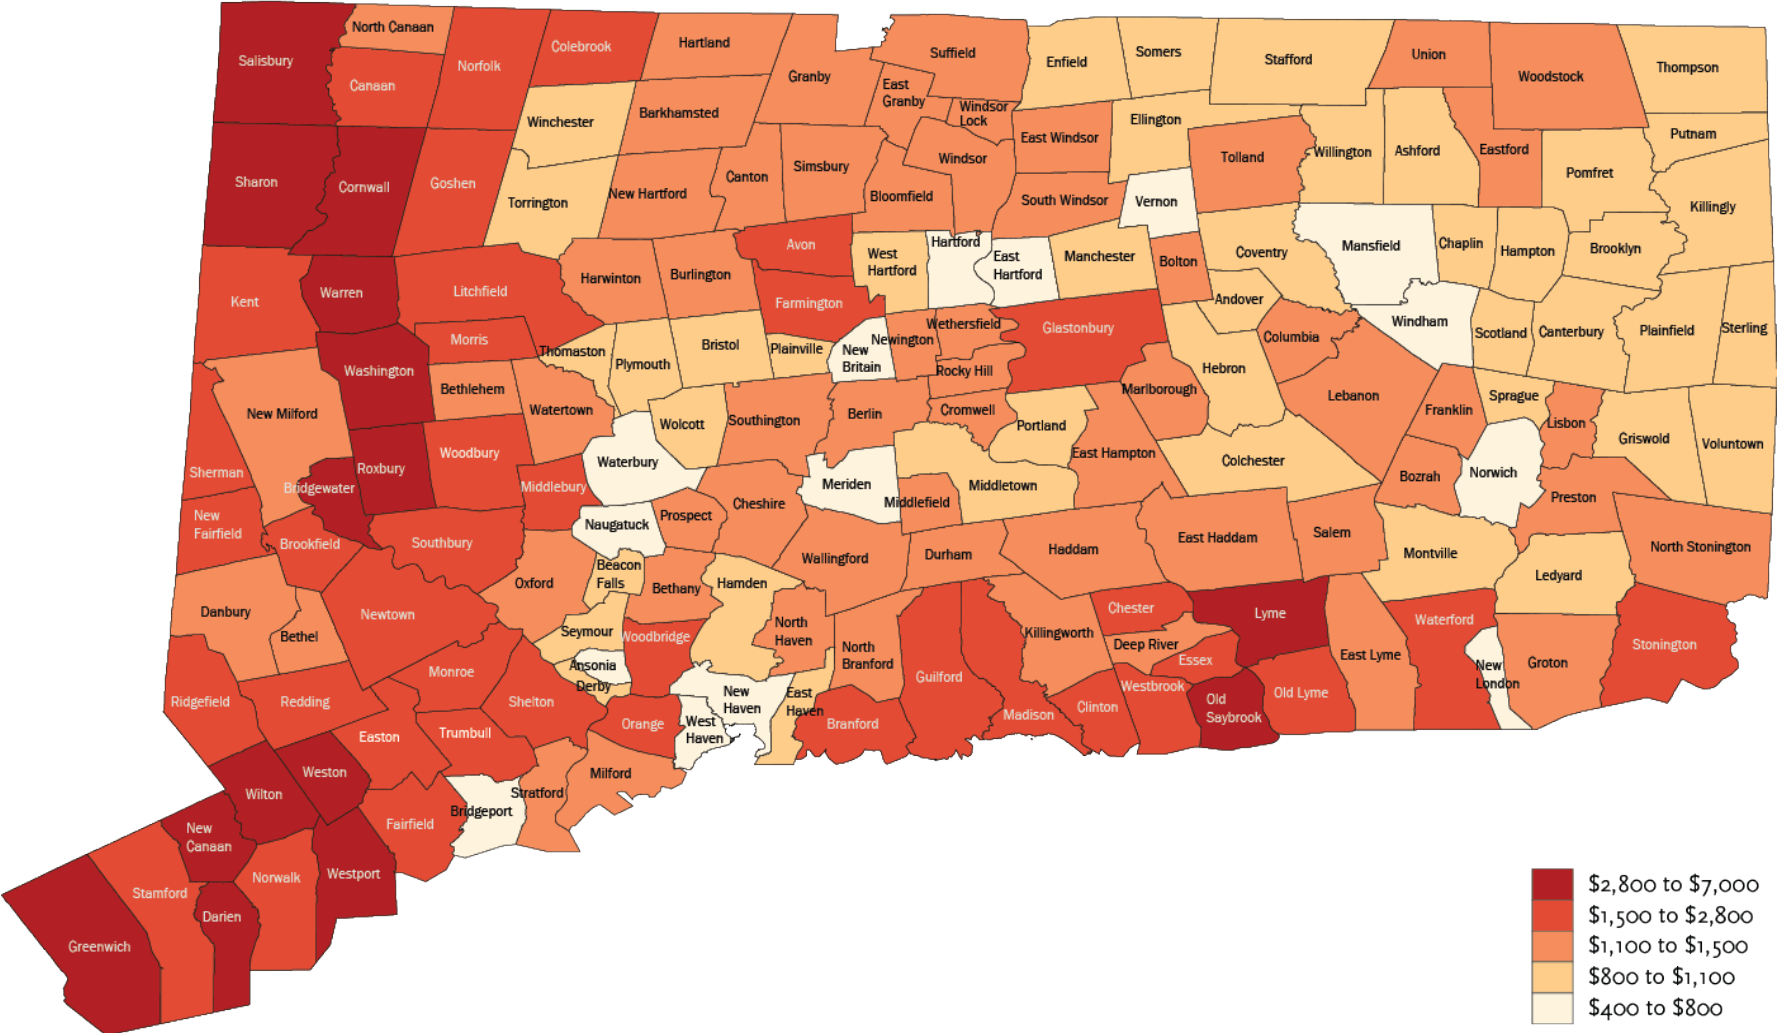 North Canaan
Colebrook
Hartland
Salisbury
Canaan
Norfolk
Granby
East
Granby
Suffield
Windsor
Lock
Enfield
Somers
Stafford
Union
Woodstock
Thompson
Winchester
Barkhamsted
East Windsor
Ellington
Putnam
Sharon
Cornwall
Goshen
Torrington
New Hartford
Canton
Simsbury
Bloomfield
Windsor
South Windsor
Vernon
Tolland
Willington
Ashford
Eastford
Pomfret
Killingly
Kent
Warren
Litchfield
Harwinton
Burlington
Avon
West
Hartford
Hartford
East
Hartford
Manchester
Bolton
Coventry
Mansfield
Chaplin
Hampton
Brooklyn
Farmington
Andover
Morris
Thomaston
Plymouth
Bristol
Plainville
New
Britain
Newington
Wethersfield
Glastonbury
Columbia
Windham
Scotland
Canterbury
Plainfield
Sterling
Washington
Bethlehem
Watertown
Rocky Hill
Marlborough
Hebron
New Milford
Wolcott
Southington
Berlin
Cromwell
Portland
Lebanon
Franklin
Sprague
Lisbon
Griswold
Voluntown
Sherman
Bridgewater
Roxbury
Woodbury
Middlebury
Waterbury
Meriden
Middlefield
Middletown
East Hampton
Colchester
Bozrah
Norwich
Preston
New
Fairfield
Brookfield
Southbury
Naugatuck
Prospect
Cheshire
Wallingford
Durham
Haddam
East Haddam
Salem
Montville
Ledyard
North Stonington
Oxford
Beacon
Falls
Bethany
Hamden
Danbury
Bethel
Newtown
Seymour
Woodbridge
North
Haven
North
Branford
Killingworth
Chester
Deep River
Essex
Lyme
East Lyme
Waterford
New
London
Groton
Stonington
Ridgefield
Redding
Monroe
Shelton
Ansonia
Derby
Orange
West
Haven
New
Haven
East
Haven
Branford
Guilford
Madison
Clinton
Westbrook
Old
Saybrook
Old Lyme
Easton
Trumbull
Weston
Wilton
Bridgeport
Stratford
Milford
New
Canaan
Fairfield
Stamford
Norwalk
Westport
Darien
Greenwich
$2,800 to $7,000
$1,500 to $2,800
$1,100 to $1,500
$800 to $1,100
$400 to $800